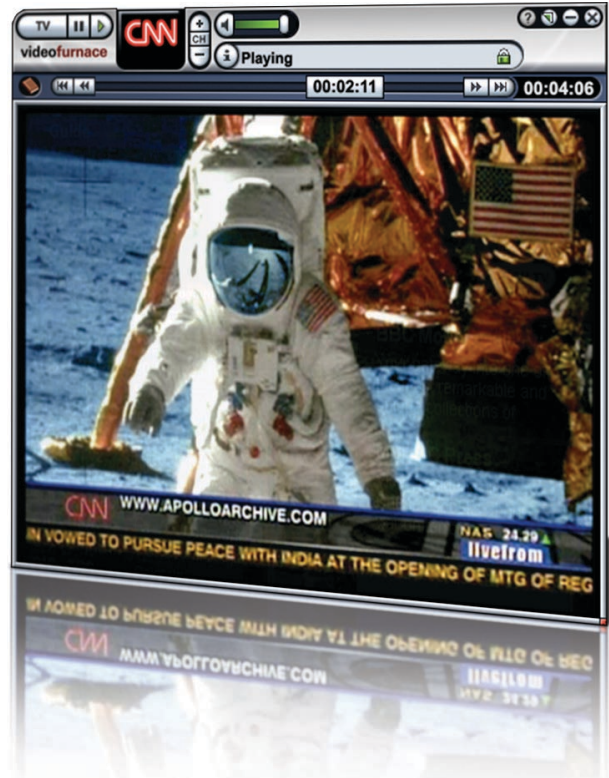 TV
CNN
+
CH
−
videofurnace
Playing
00:02:11
00:04:06
CNN WWW.APOLLOARCHIVE.COM
NAS 24.29
livefrom
IN VOWED TO PURSUE PEACE WITH INDIA AT THE OPENING OF MTG OF REG